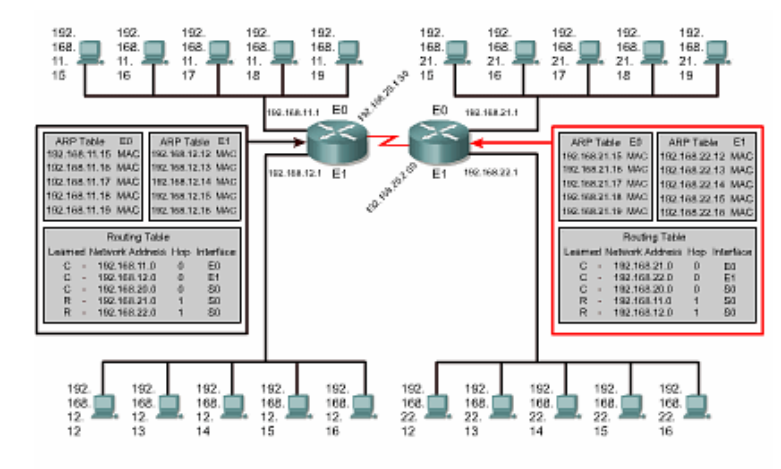 192. 192. 192. 192. 192. 192. 192. 192. 192. 192.
168. 168. 168. 168. 168. 168. 168. 168. 168. 168.
11. 11. 11. 11. 11. 21. 21. 21. 21. 21.
15 16 17 18 19 15 16 17 18 19
192.168.11.1 E0 E0 192.168.21.1
192.168.12.1 E1 E1 192.168.22.1
ARP Table E0
192.168.11.15 MAC
192.168.11.16 MAC
192.168.11.17 MAC
192.168.11.18 MAC
192.168.11.19 MAC
ARP Table E1
192.168.12.12 MAC
192.168.12.13 MAC
192.168.12.14 MAC
192.168.12.15 MAC
192.168.12.16 MAC
Routing Table
Learned Network Address Hop Interface
C - 192.168.11.0 0 E0
C - 192.168.12.0 0 E1
C - 192.168.20.0 0 S0
R - 192.168.21.0 1 S0
R - 192.168.22.0 1 S0
ARP Table E0
192.168.21.15 MAC
192.168.21.16 MAC
192.168.21.17 MAC
192.168.21.18 MAC
192.168.21.19 MAC
ARP Table E1
192.168.22.12 MAC
192.168.22.13 MAC
192.168.22.14 MAC
192.168.22.15 MAC
192.168.22.16 MAC
Routing Table
Learned Network Address Hop Interface
C - 192.168.21.0 0 E0
C - 192.168.22.0 0 E1
C - 192.168.20.0 0 S0
R - 192.168.11.0 1 S0
R - 192.168.12.0 1 S0
192. 192. 192. 192. 192. 192. 192. 192. 192. 192.
168. 168. 168. 168. 168. 168. 168. 168. 168. 168.
12. 12. 12. 12. 12. 22. 22. 22. 22. 22.
12 13 14 15 16 12 13 14 15 16